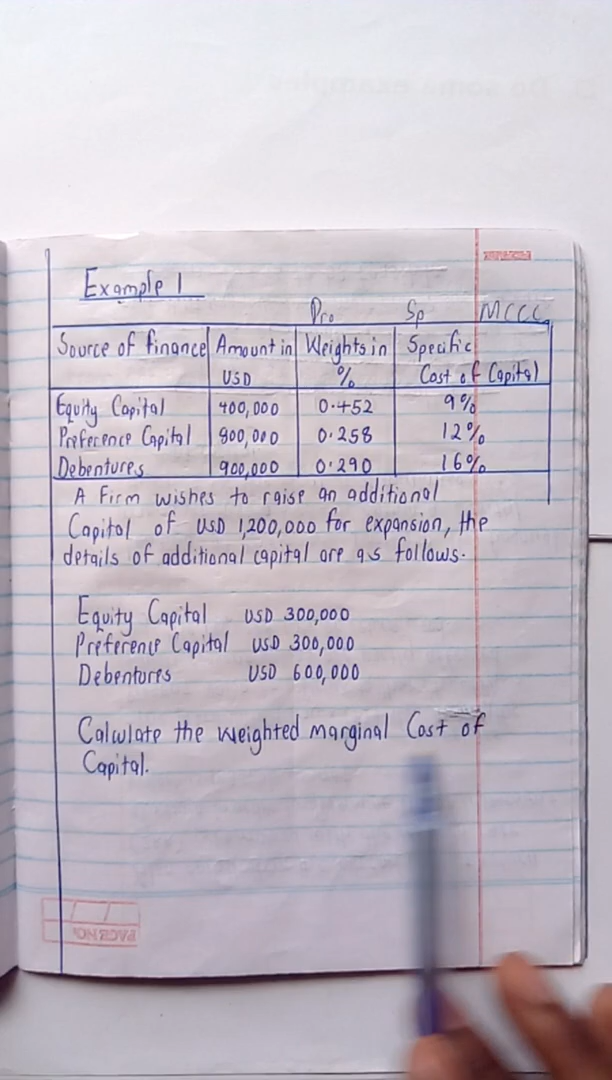 Example 1
Pro Sp MCCC
Source of finance Amount in USD Weights in % Specific Cost of Capital
Equity Capital 400,000 0.452 9%
Preference Capital 800,000 0.258 12%
Debentures 900,000 0.290 16%
A Firm wishes to raise an additional
Capital of USD 1,200,000 for expansion, the
details of additional capital are as follows.
Equity Capital USD 300,000
Preference Capital USD 300,000
Debentures USD 600,000
Calculate the weighted marginal Cost of
Capital.
PAGE NO.